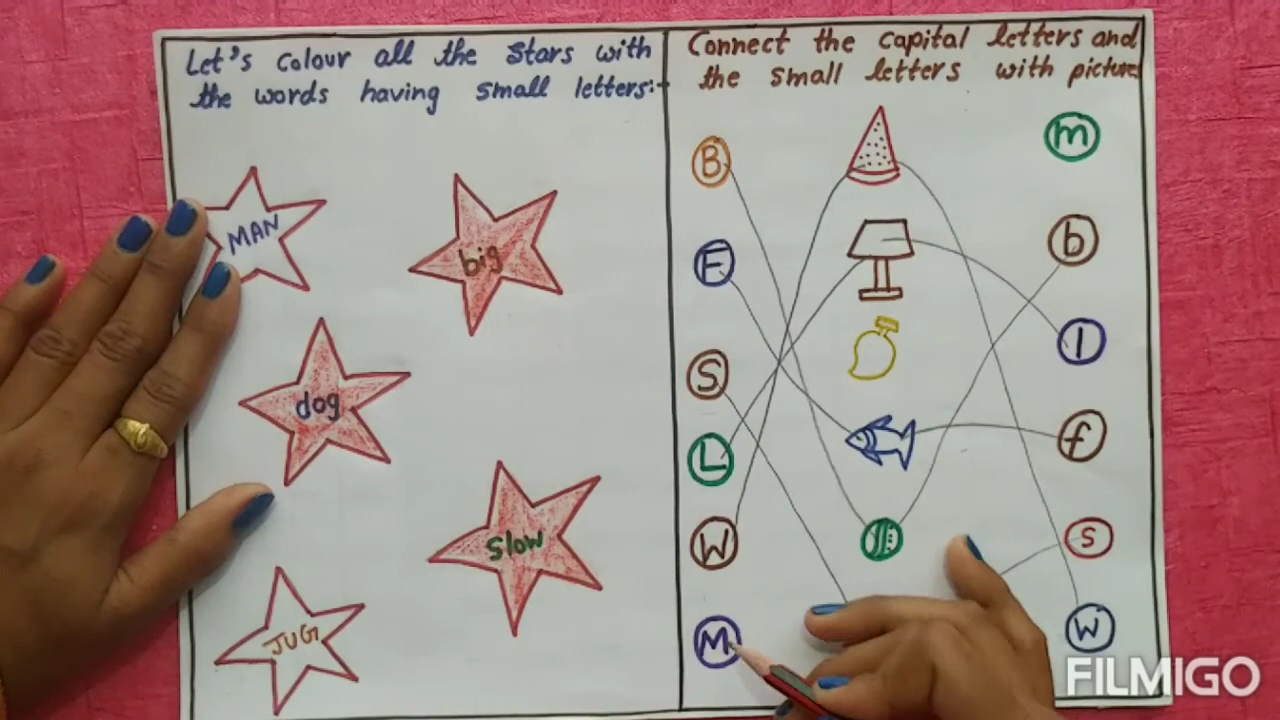 Let's colour all the stars with
the words having small letters:-
MAN
big
dog
slow
JUG
Connect the capital letters and
the small letters with pictures
B
m
F
b
S
l
L
f
W
s
M
w
FILMIGO